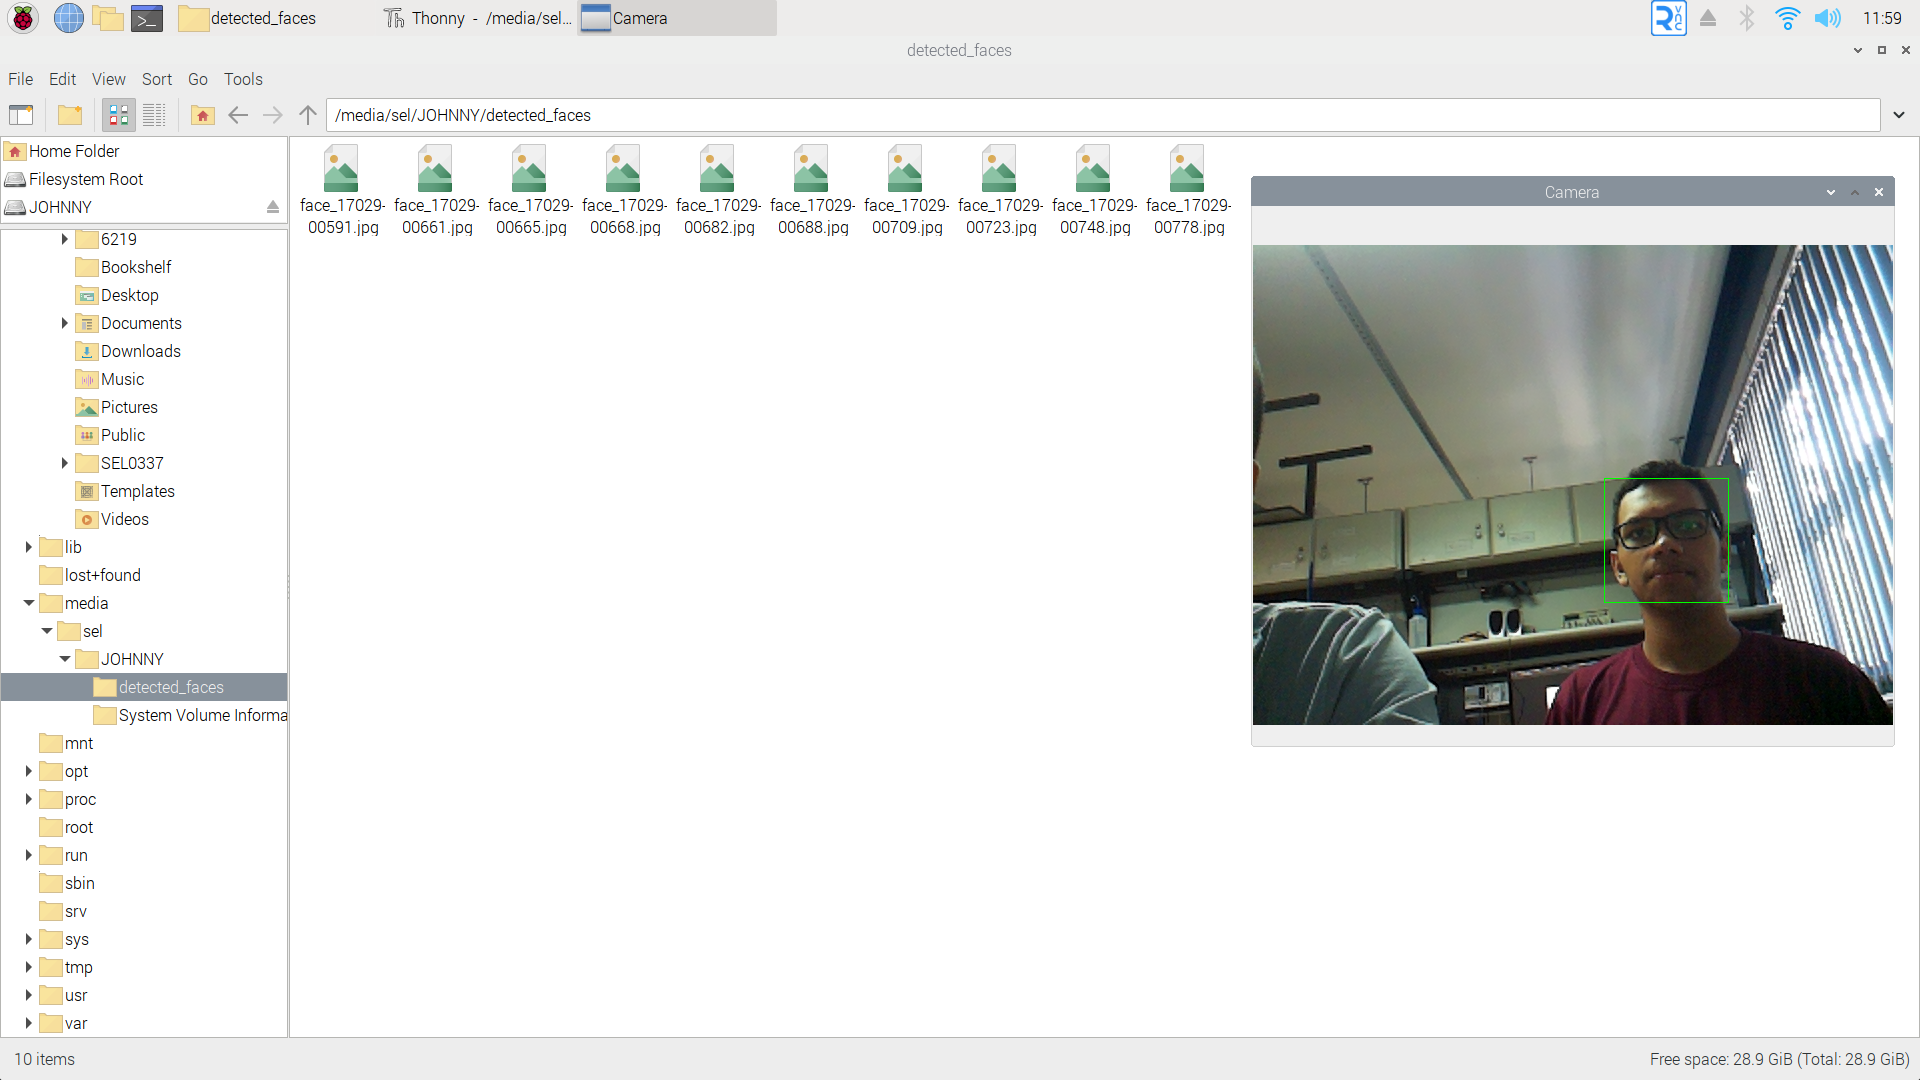 detected_faces
Thonny - /media/sel...
Camera
VNC
11:59
detected_faces
File Edit View Sort Go Tools
/media/sel/JOHNNY/detected_faces
Home Folder
Filesystem Root
JOHNNY
6219
Bookshelf
Desktop
Documents
Downloads
Music
Pictures
Public
SEL0337
Templates
Videos
lib
lost+found
media
sel
JOHNNY
detected_faces
System Volume Informa
mnt
opt
proc
root
run
sbin
srv
sys
tmp
usr
var
face_17029-
00591.jpg
face_17029-
00661.jpg
face_17029-
00665.jpg
face_17029-
00668.jpg
face_17029-
00682.jpg
face_17029-
00688.jpg
face_17029-
00709.jpg
face_17029-
00723.jpg
face_17029-
00748.jpg
face_17029-
00778.jpg
Camera
10 items
Free space: 28.9 GiB (Total: 28.9 GiB)